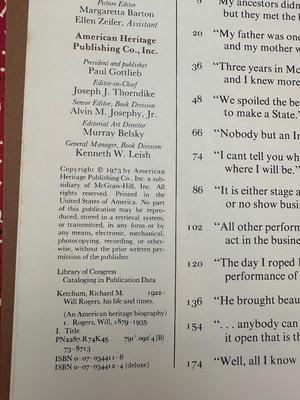 Picture Editor
Margaretta Barton
Ellen Zeifer, Assistant
American Heritage
Publishing Co., Inc.
President and publisher
Paul Gottlieb
Editor-in-Chief
Joseph J. Thorndike
Senior Editor, Book Division
Alvin M. Josephy, Jr.
Editorial Art Director
Murray Belsky
General Manager, Book Division
Kenneth W. Leish
Copyright © 1973 by American
Heritage Publishing Co., Inc. a sub-
sidiary of McGraw-Hill, Inc. All
rights reserved. Printed in the
United States of America. No part
of this publication may be repro-
duced, stored in a retrieval system,
or transmitted, in any form or by
any means, electronic, mechanical,
photocopying, recording, or other-
wise, without the prior written per-
mission of the publisher
Library of Congress
Cataloging in Publication Data
Ketchum, Richard M. 1922–
Will Rogers, his life and times.
(An American heritage biography)
1. Rogers, Will, 1879-1935
I. Title.
PN2287.R74K45 791'.092'4 [B]
73-8713
ISBN 0-07-034411-6
ISBN 0-07-034412-4 (deluxe)
8 My ancestors didn
but they met the
20 "My father was one
and my mother w
36 "Three years in Mc
and I knew more
48 "We spoiled the be
to make a State.
66 "Nobody but an In
74 "I cant tell you wh
where I will be."
86 "It is either stage a
or no show busi
102 "All other perform
act in the busine
120 "The day I roped
performance of
136 "He brought beau
154 ". . . anybody can
it open that is th
174 "Well, all I know